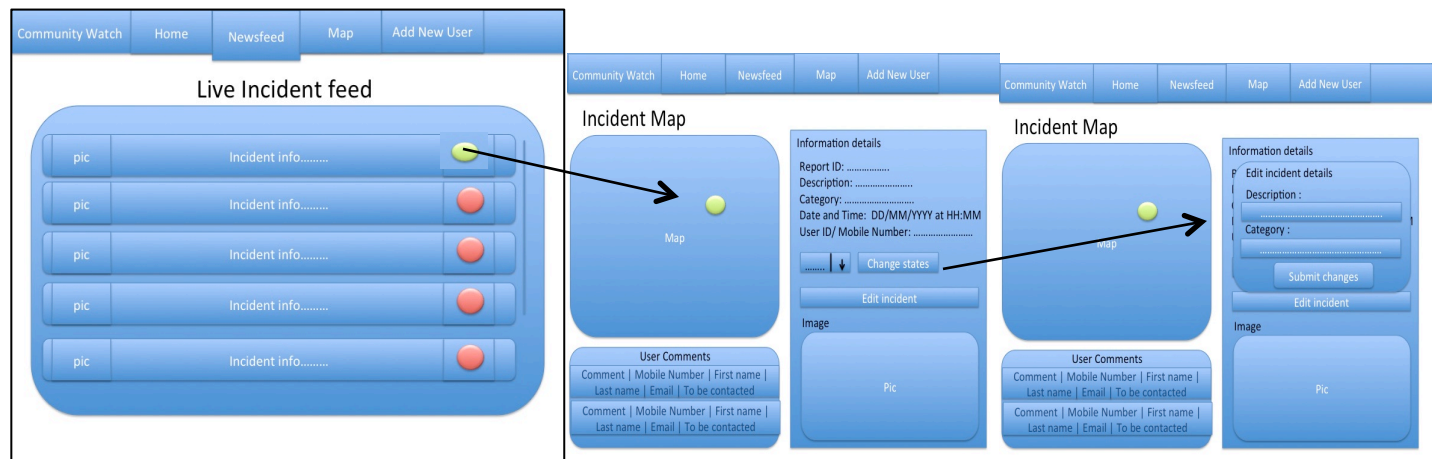 Community Watch Home Newsfeed Map Add New User
Live Incident feed
pic Incident info.........
pic Incident info.........
pic Incident info.........
pic Incident info.........
pic Incident info.........
Community Watch Home Newsfeed Map Add New User
Incident Map
Map
Information details
Report ID: ................
Description: ......................
Category: ..........................
Date and Time: DD/MM/YYYY at HH:MM
User ID/ Mobile Number: ......................
........ Change states
Edit incident
Image
Pic
User Comments
Comment | Mobile Number | First name |
Last name | Email | To be contacted
Comment | Mobile Number | First name |
Last name | Email | To be contacted
Community Watch Home Newsfeed Map Add New User
Incident Map
Map
Information details
Edit incident details
Description :
..............................................
Category :
..............................................
Submit changes
Edit incident
Image
Pic
User Comments
Comment | Mobile Number | First name |
Last name | Email | To be contacted
Comment | Mobile Number | First name |
Last name | Email | To be contacted